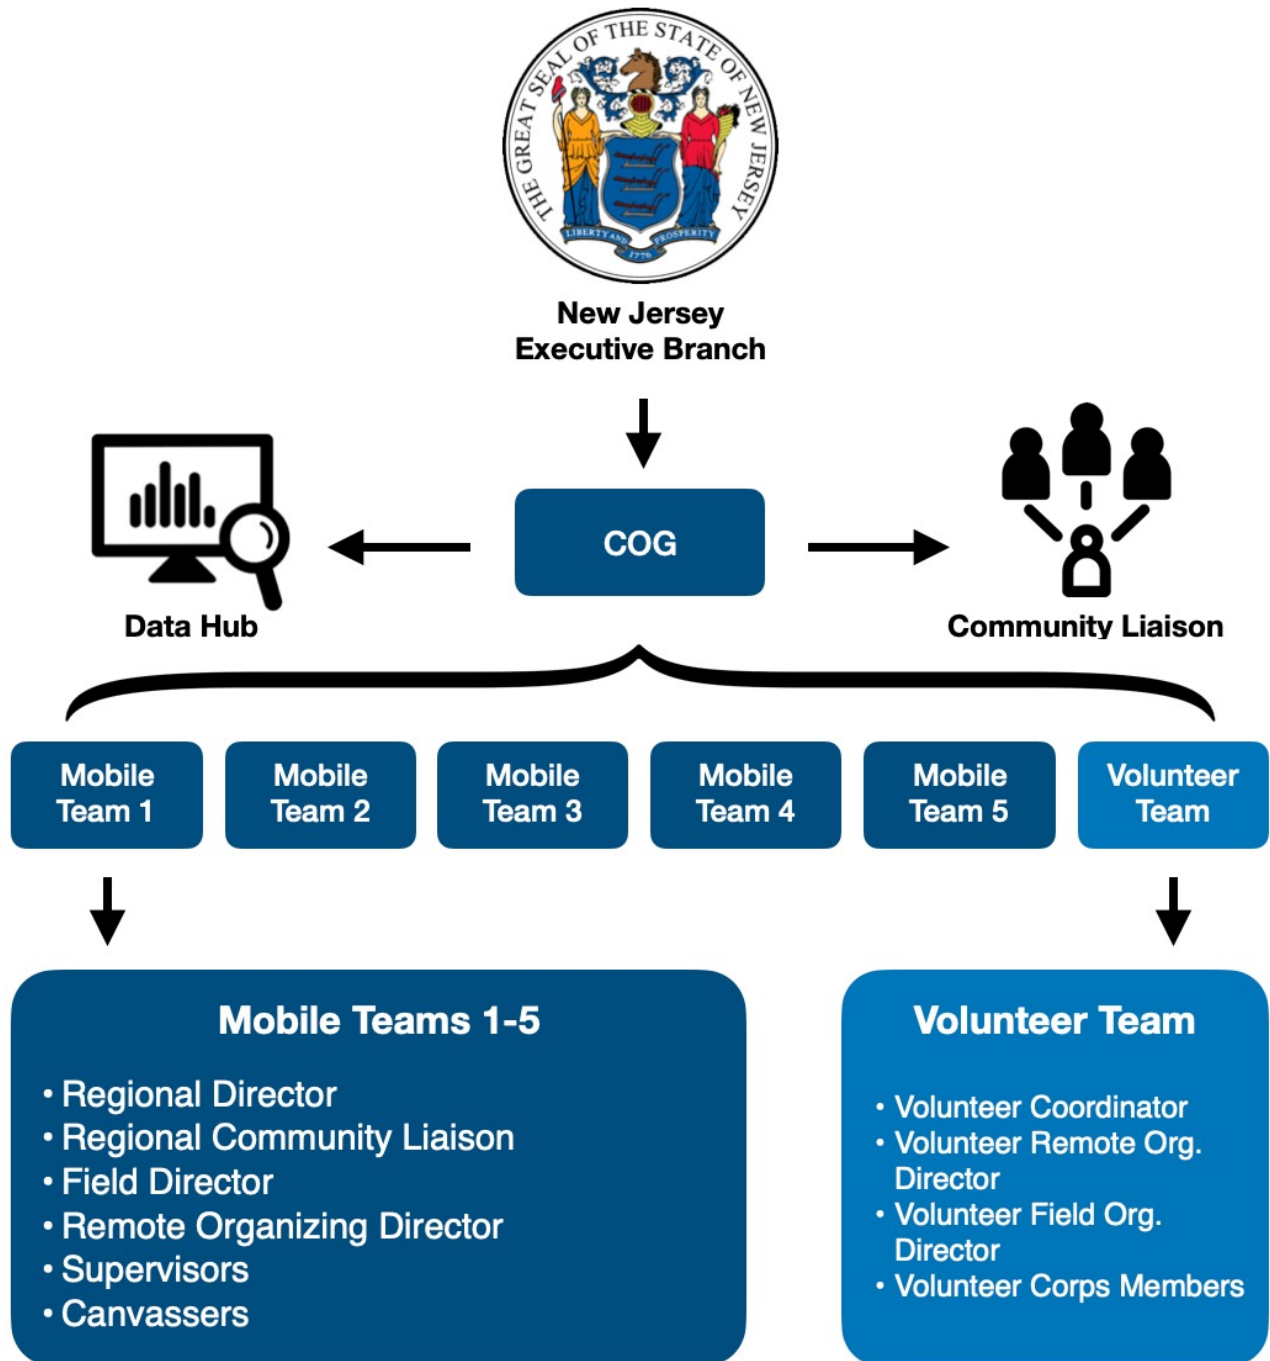 THE GREAT SEAL OF THE STATE OF NEW JERSEY
LIBERTY AND PROSPERITY
1776
New Jersey
Executive Branch
COG
Data Hub
Community Liaison
Mobile
Team 1
Mobile
Team 2
Mobile
Team 3
Mobile
Team 4
Mobile
Team 5
Volunteer
Team
Mobile Teams 1-5
• Regional Director
• Regional Community Liaison
• Field Director
• Remote Organizing Director
• Supervisors
• Canvassers
Volunteer Team
• Volunteer Coordinator
• Volunteer Remote Org.
Director
• Volunteer Field Org.
Director
• Volunteer Corps Members